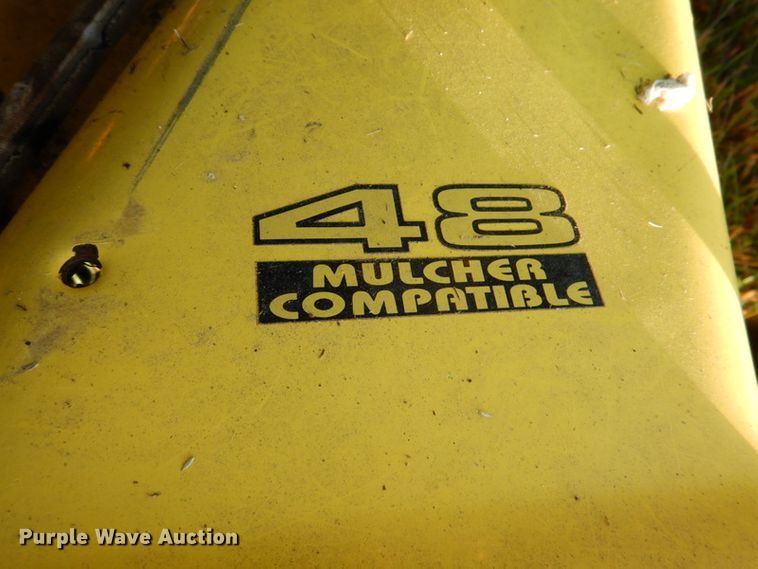 48
MULCHER
COMPATIBLE
Purple Wave Auction